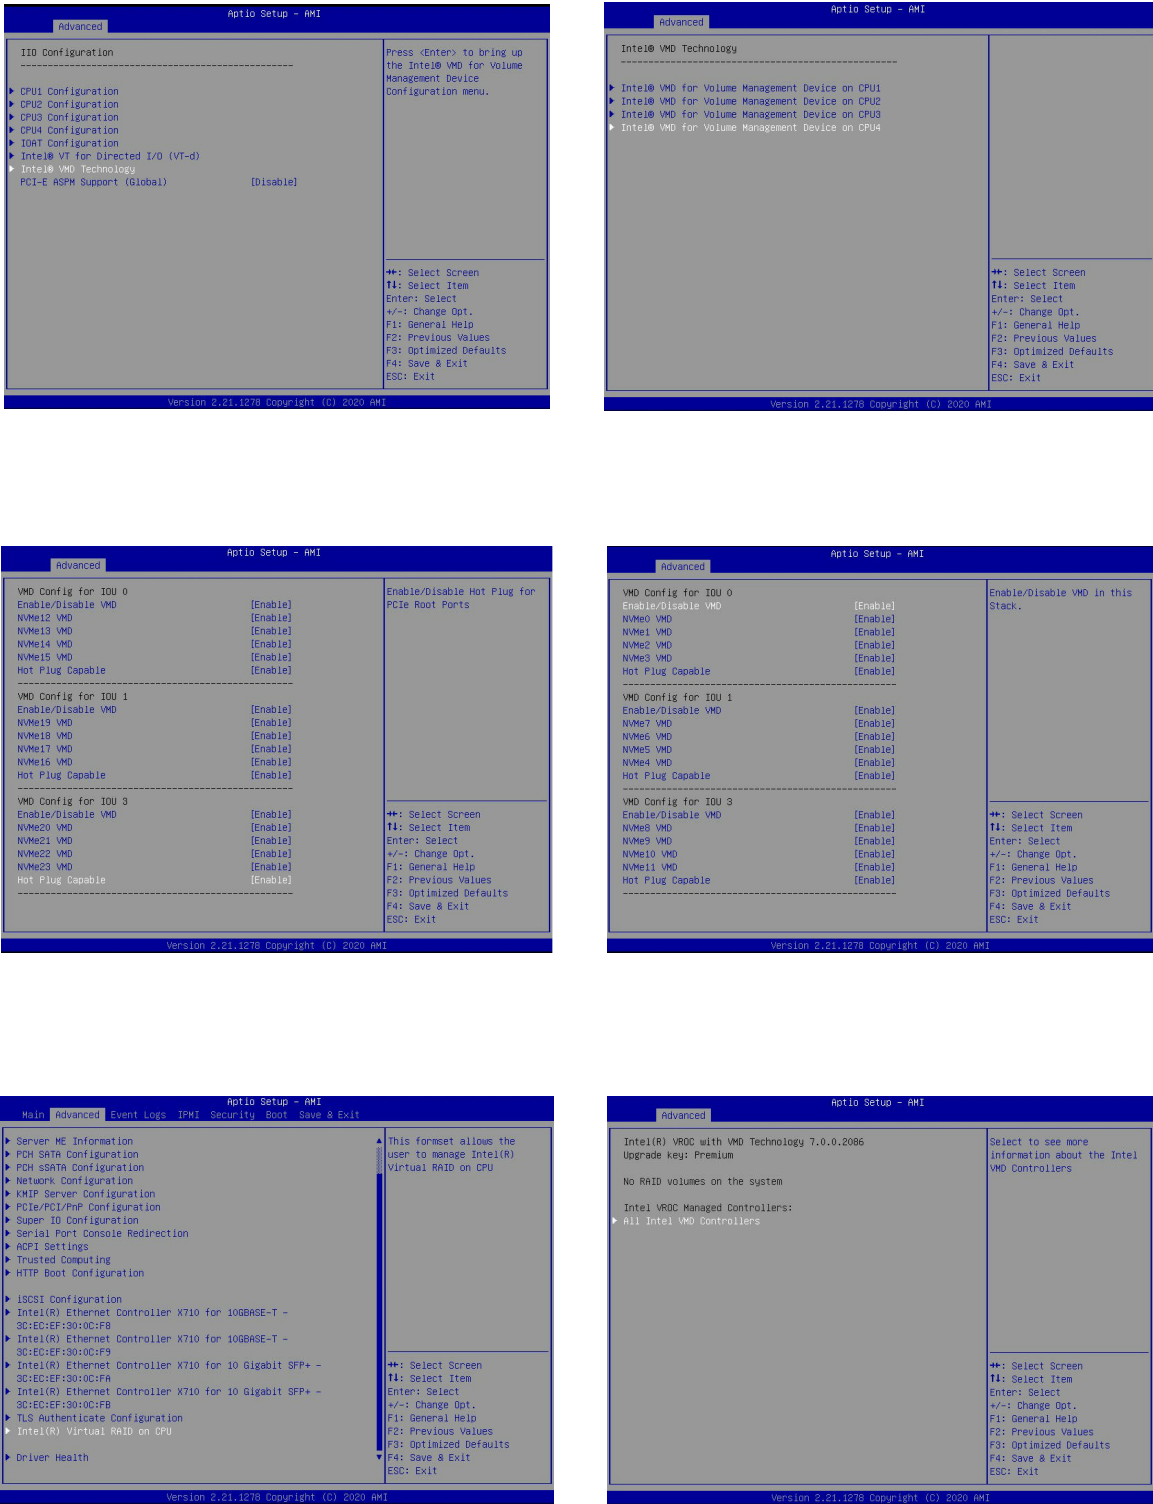 Aptio Setup – AMI
Advanced
IIO Configuration
--------------------------------------------------
CPU1 Configuration
CPU2 Configuration
CPU3 Configuration
CPU4 Configuration
IOAT Configuration
Intel® VT for Directed I/O (VT-d)
Intel® VMD Technology
PCI-E ASPM Support (Global) [Disable]
Press <Enter> to bring up
the Intel® VMD for Volume
Management Device
Configuration menu.
→←: Select Screen
↑↓: Select Item
Enter: Select
+/-: Change Opt.
F1: General Help
F2: Previous Values
F3: Optimized Defaults
F4: Save & Exit
ESC: Exit
Version 2.21.1278 Copyright (C) 2020 AMI
Aptio Setup – AMI
Advanced
Intel® VMD Technology
--------------------------------------------------
Intel® VMD for Volume Management Device on CPU1
Intel® VMD for Volume Management Device on CPU2
Intel® VMD for Volume Management Device on CPU3
Intel® VMD for Volume Management Device on CPU4
→←: Select Screen
↑↓: Select Item
Enter: Select
+/-: Change Opt.
F1: General Help
F2: Previous Values
F3: Optimized Defaults
F4: Save & Exit
ESC: Exit
Version 2.21.1278 Copyright (C) 2020 AMI
Aptio Setup – AMI
Advanced
VMD Config for IOU 0
Enable/Disable VMD [Enable]
NVMe12 VMD [Enable]
NVMe13 VMD [Enable]
NVMe14 VMD [Enable]
NVMe15 VMD [Enable]
Hot Plug Capable [Enable]
--------------------------------------------------
VMD Config for IOU 1
Enable/Disable VMD [Enable]
NVMe19 VMD [Enable]
NVMe18 VMD [Enable]
NVMe17 VMD [Enable]
NVMe16 VMD [Enable]
Hot Plug Capable [Enable]
--------------------------------------------------
VMD Config for IOU 3
Enable/Disable VMD [Enable]
NVMe20 VMD [Enable]
NVMe21 VMD [Enable]
NVMe22 VMD [Enable]
NVMe23 VMD [Enable]
Hot Plug Capable [Enable]
--------------------------------------------------
Enable/Disable Hot Plug for
PCIe Root Ports
→←: Select Screen
↑↓: Select Item
Enter: Select
+/-: Change Opt.
F1: General Help
F2: Previous Values
F3: Optimized Defaults
F4: Save & Exit
ESC: Exit
Version 2.21.1278 Copyright (C) 2020 AMI
Aptio Setup – AMI
Advanced
VMD Config for IOU 0
Enable/Disable VMD [Enable]
NVMe0 VMD [Enable]
NVMe1 VMD [Enable]
NVMe2 VMD [Enable]
NVMe3 VMD [Enable]
Hot Plug Capable [Enable]
--------------------------------------------------
VMD Config for IOU 1
Enable/Disable VMD [Enable]
NVMe7 VMD [Enable]
NVMe6 VMD [Enable]
NVMe5 VMD [Enable]
NVMe4 VMD [Enable]
Hot Plug Capable [Enable]
--------------------------------------------------
VMD Config for IOU 3
Enable/Disable VMD [Enable]
NVMe8 VMD [Enable]
NVMe9 VMD [Enable]
NVMe10 VMD [Enable]
NVMe11 VMD [Enable]
Hot Plug Capable [Enable]
--------------------------------------------------
Enable/Disable VMD in this
Stack.
→←: Select Screen
↑↓: Select Item
Enter: Select
+/-: Change Opt.
F1: General Help
F2: Previous Values
F3: Optimized Defaults
F4: Save & Exit
ESC: Exit
Version 2.21.1278 Copyright (C) 2020 AMI
Aptio Setup – AMI
Main Advanced Event Logs IPMI Security Boot Save & Exit
Server ME Information
PCH SATA Configuration
PCH sSATA Configuration
Network Configuration
KMIP Server Configuration
PCIe/PCI/PnP Configuration
Super IO Configuration
Serial Port Console Redirection
ACPI Settings
Trusted Computing
HTTP Boot Configuration
iSCSI Configuration
Intel(R) Ethernet Controller X710 for 10GBASE-T –
3C:EC:EF:30:0C:F8
Intel(R) Ethernet Controller X710 for 10GBASE-T –
3C:EC:EF:30:0C:F9
Intel(R) Ethernet Controller X710 for 10 Gigabit SFP+ –
3C:EC:EF:30:0C:FA
Intel(R) Ethernet Controller X710 for 10 Gigabit SFP+ –
3C:EC:EF:30:0C:FB
TLS Authenticate Configuration
Intel(R) Virtual RAID on CPU
Driver Health
This formset allows the
user to manage Intel(R)
Virtual RAID on CPU
→←: Select Screen
↑↓: Select Item
Enter: Select
+/-: Change Opt.
F1: General Help
F2: Previous Values
F3: Optimized Defaults
F4: Save & Exit
ESC: Exit
Version 2.21.1278 Copyright (C) 2020 AMI
Aptio Setup – AMI
Advanced
Intel(R) VROC with VMD Technology 7.0.0.2086
Upgrade key: Premium
No RAID volumes on the system
Intel VROC Managed Controllers:
All Intel VMD Controllers
Select to see more
information about the Intel
VMD Controllers
→←: Select Screen
↑↓: Select Item
Enter: Select
+/-: Change Opt.
F1: General Help
F2: Previous Values
F3: Optimized Defaults
F4: Save & Exit
ESC: Exit
Version 2.21.1278 Copyright (C) 2020 AMI